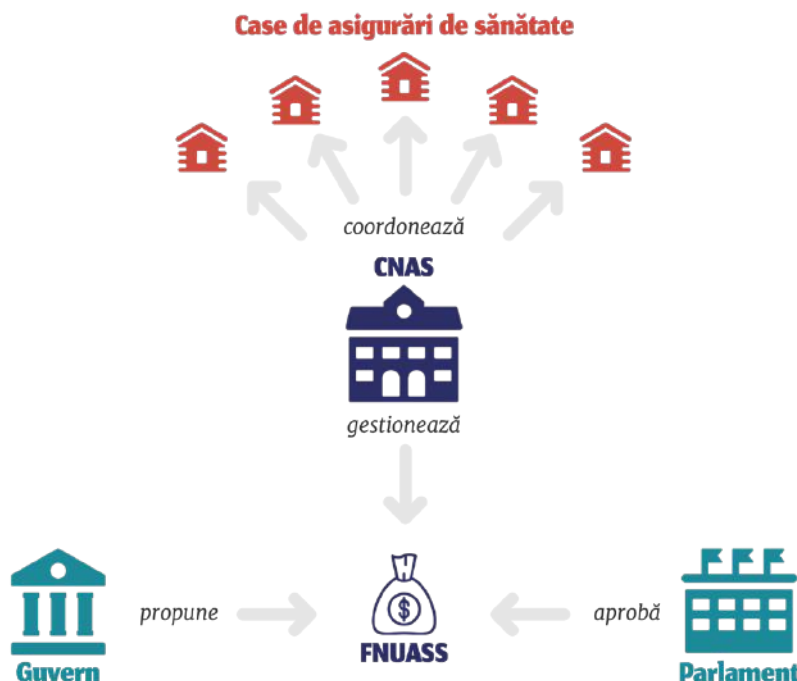 Case de asigurări de sănătate
coordonează
CNAS
gestionează
propune
aprobă
Guvern
FNUASS
Parlament